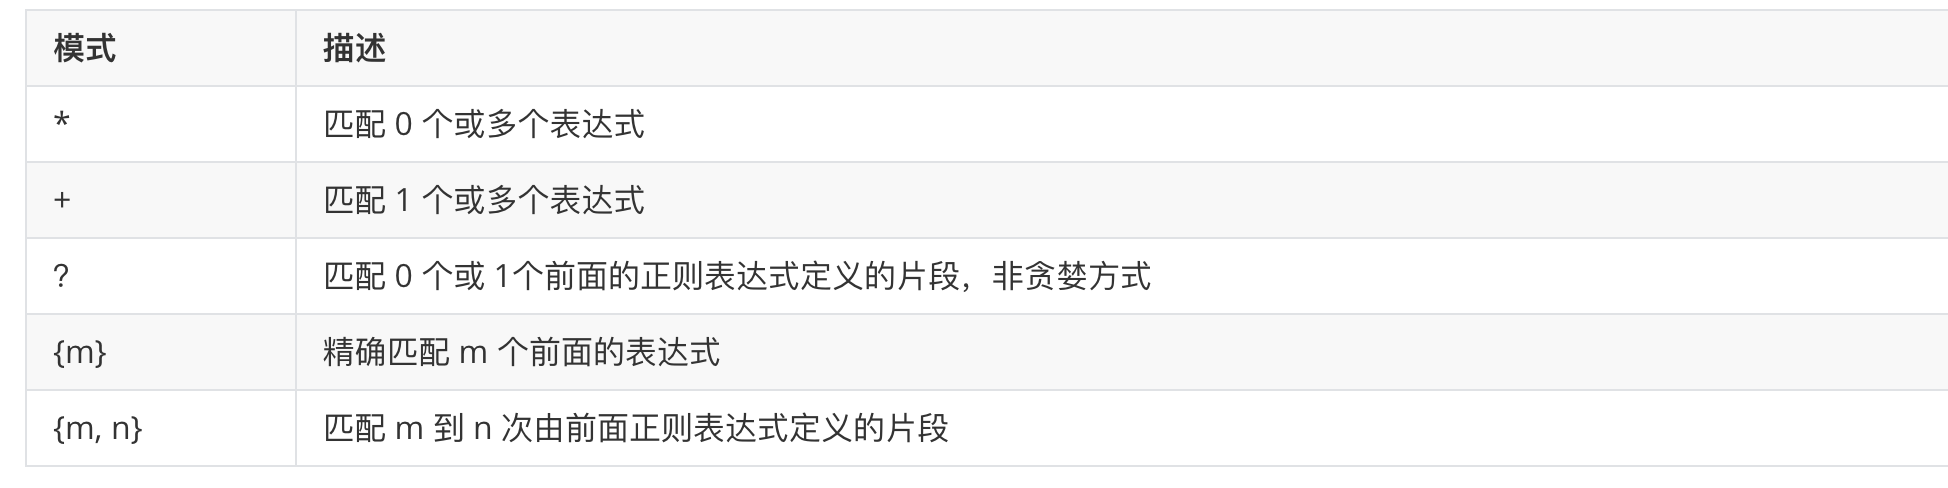 模式 描述
* 匹配 0 个或多个表达式
+ 匹配 1 个或多个表达式
? 匹配 0 个或 1个前面的正则表达式定义的片段，非贪婪方式
{m} 精确匹配 m 个前面的表达式
{m, n} 匹配 m 到 n 次由前面正则表达式定义的片段